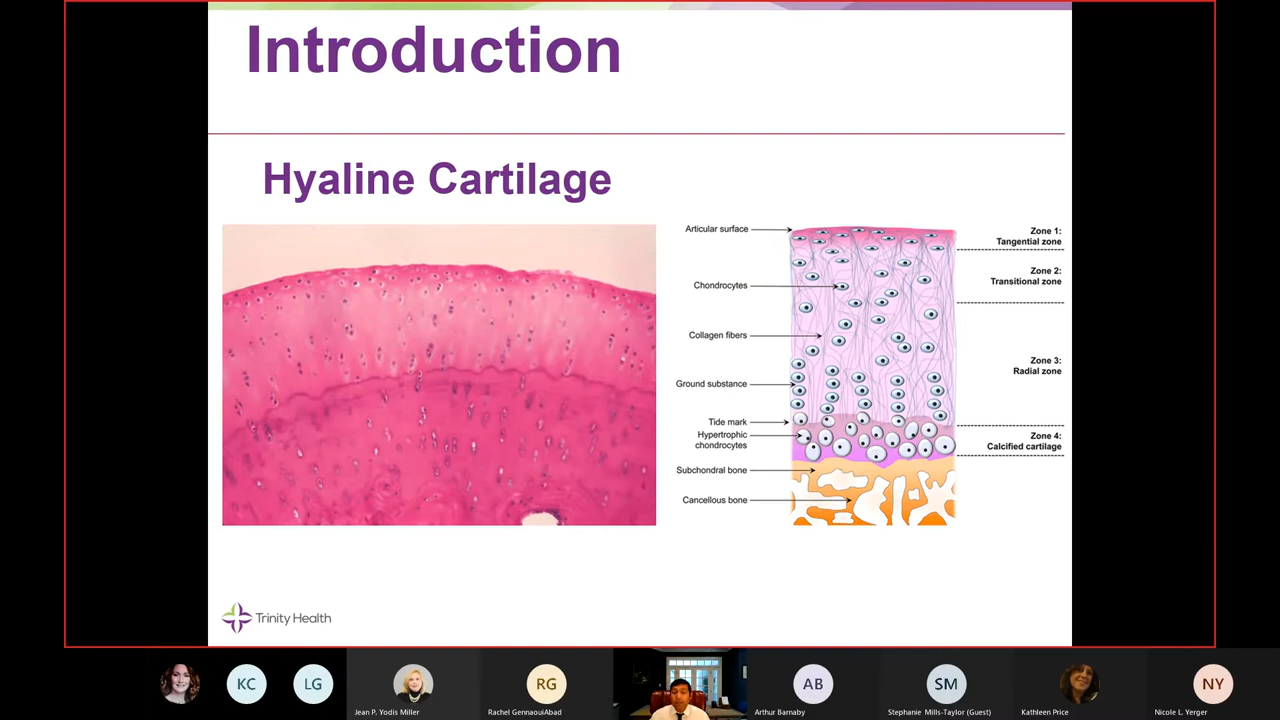 Introduction
Hyaline Cartilage
Articular surface
Chondrocytes
Collagen fibers
Ground substance
Tide mark
Hypertrophic
chondrocytes
Subchondral bone
Cancellous bone
Zone 1:
Tangential zone
Zone 2:
Transitional zone
Zone 3:
Radial zone
Zone 4:
Calcified cartilage
Trinity Health
KC
LG
Jean P. Yodis Miller
RG
Rachel GennaouiAbad
AB
Arthur Barnaby
SM
Stephanie Mills-Taylor (Guest)
Kathleen Price
NY
Nicole L. Yerger